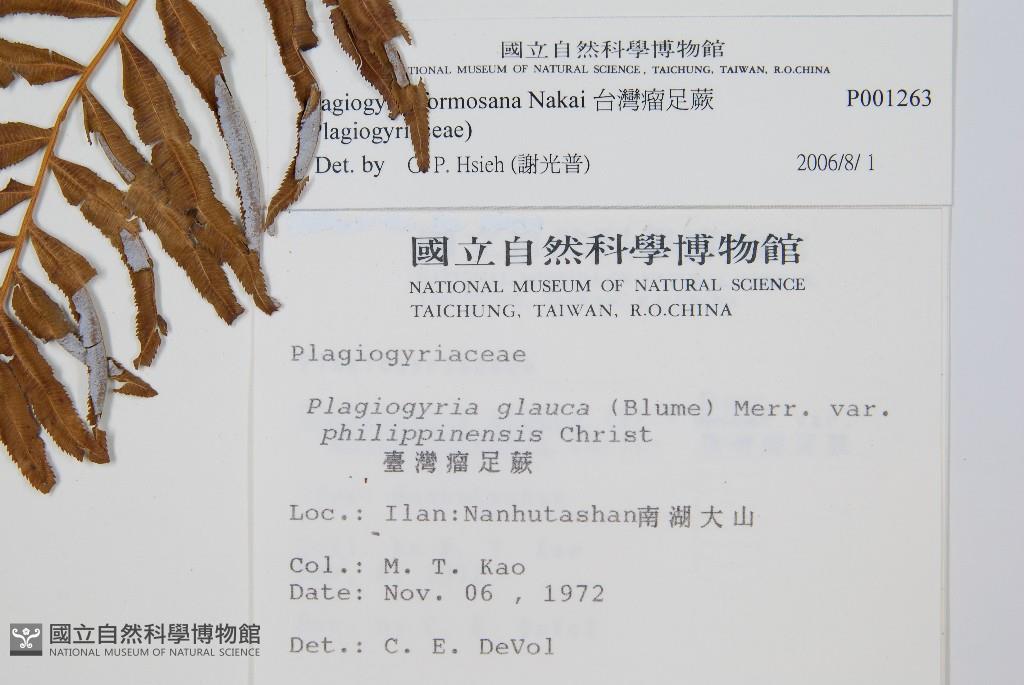 國立自然科學博物館
TIONAL MUSEUM OF NATURAL SCIENCE, TAICHUNG, TAIWAN, R.O.CHINA
agiogy ormosana Nakai 台灣瘤足蕨 P001263
lagiogyri ceae)
Det. by C. P. Hsieh (謝光普) 2006/8/ 1
國立自然科學博物館
NATIONAL MUSEUM OF NATURAL SCIENCE
TAICHUNG, TAIWAN, R.O.CHINA
Plagiogyriaceae
Plagiogyria glauca (Blume) Merr. var.
philippinensis Christ
臺灣瘤足蕨
Loc.: Ilan:Nanhutashan南湖大山
Col.: M. T. Kao
Date: Nov. 06 , 1972
Det.: C. E. DeVol
國立自然科學博物館
NATIONAL MUSEUM OF NATURAL SCIENCE